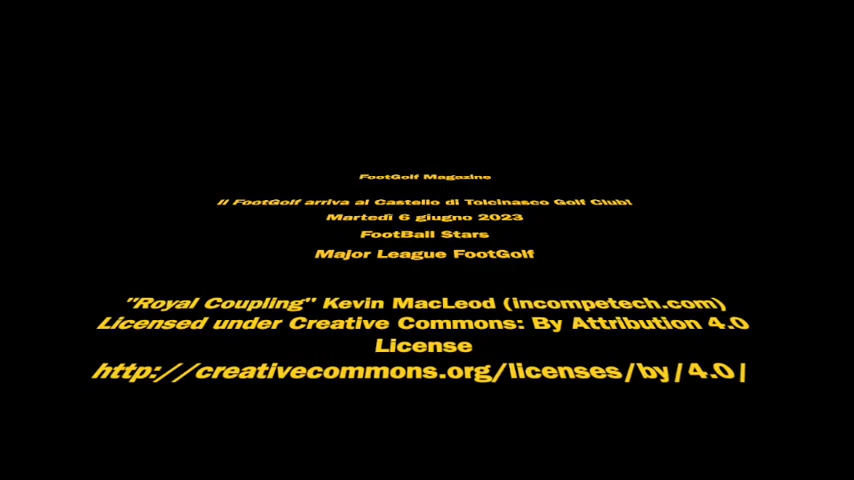 FootGolf Magazine
Il FootGolf arriva al Castello di Tolcinasco Golf Club!
Martedì 6 giugno 2023
FootBall Stars
Major League FootGolf
"Royal Coupling" Kevin MacLeod (incompetech.com)
Licensed under Creative Commons: By Attribution 4.0
License
http://creativecommons.org/licenses/by/4.0/